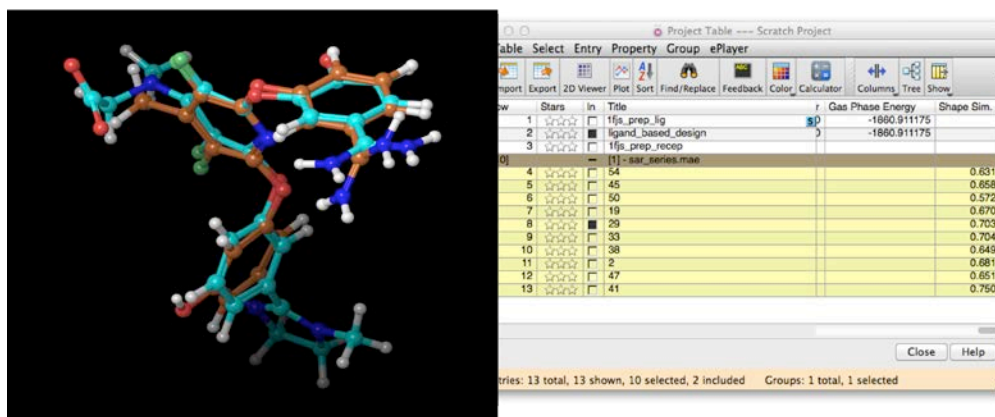 Project Table --- Scratch Project
able Select Entry Property Group ePlayer
mport Export 2D Viewer Plot Sort Find/Replace Feedback Color Calculator Columns Tree Show
ow Stars In Title r Gas Phase Energy Shape Sim.
1 1fjs_prep_lig S -1860.911175
2 ligand_based_design -1860.911175
3 1fjs_prep_recep
0] [1] - sar_series.mae
4 54 0.631
5 45 0.658
6 50 0.572
7 19 0.670
8 29 0.703
9 33 0.704
10 38 0.649
11 2 0.681
12 47 0.651
13 41 0.750
Close Help
tries: 13 total, 13 shown, 10 selected, 2 included Groups: 1 total, 1 selected